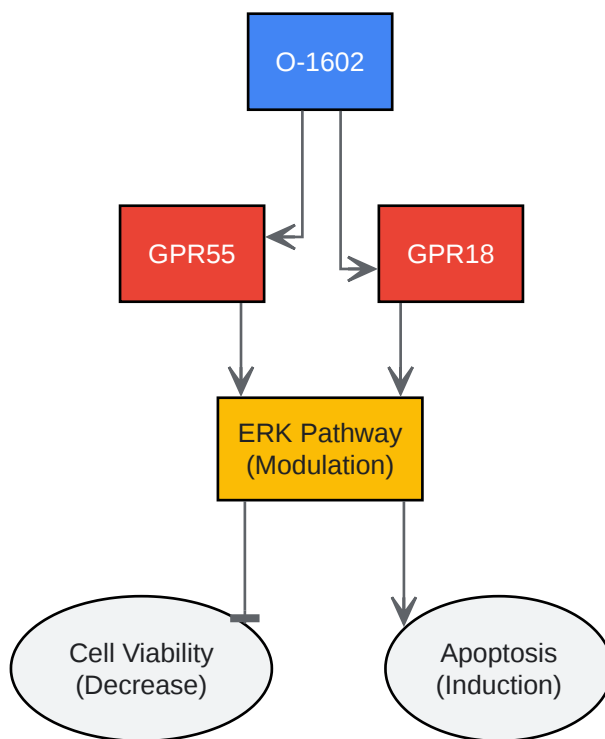 O-1602
GPR55
GPR18
ERK Pathway
(Modulation)
Cell Viability
(Decrease)
Apoptosis
(Induction)